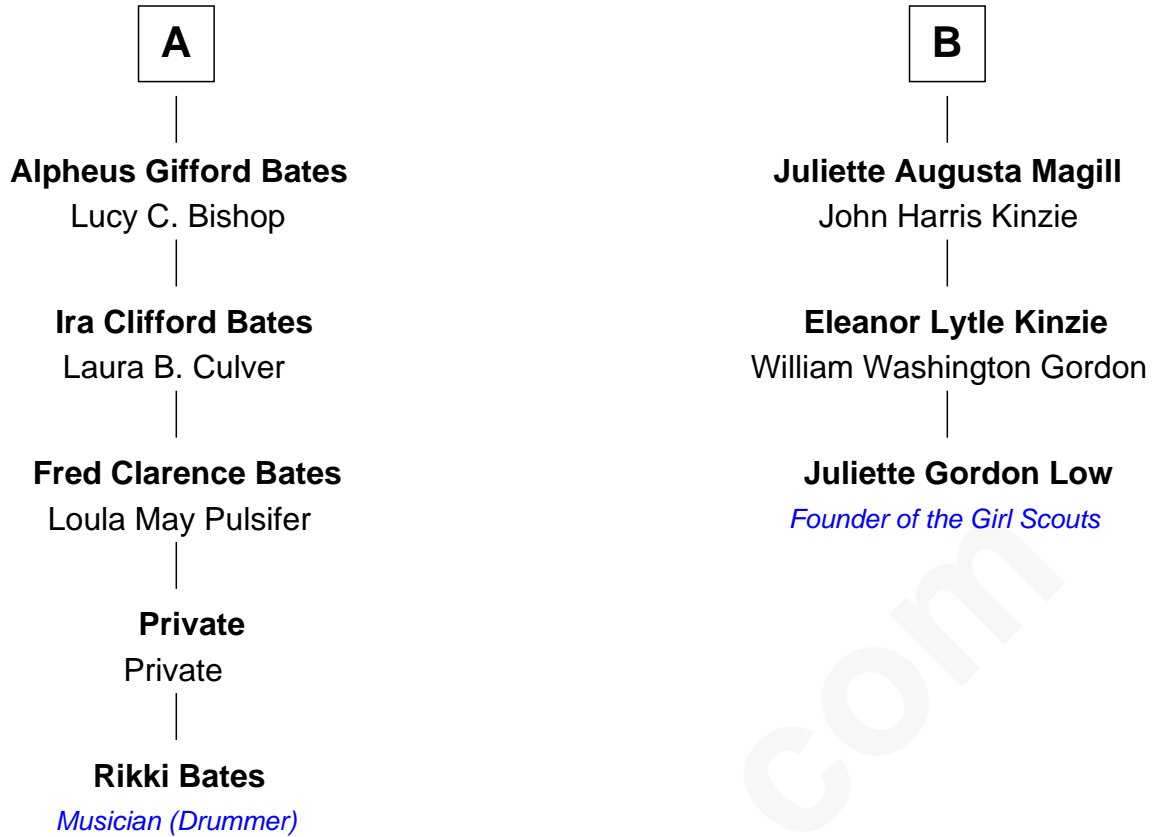 A
Alpheus Gifford Bates
Lucy C. Bishop
Ira Clifford Bates
Laura B. Culver
Fred Clarence Bates
Loula May Pulsifer
Private
Private
Rikki Bates
Musician (Drummer)
B
Juliette Augusta Magill
John Harris Kinzie
Eleanor Lytle Kinzie
William Washington Gordon
Juliette Gordon Low
Founder of the Girl Scouts
com